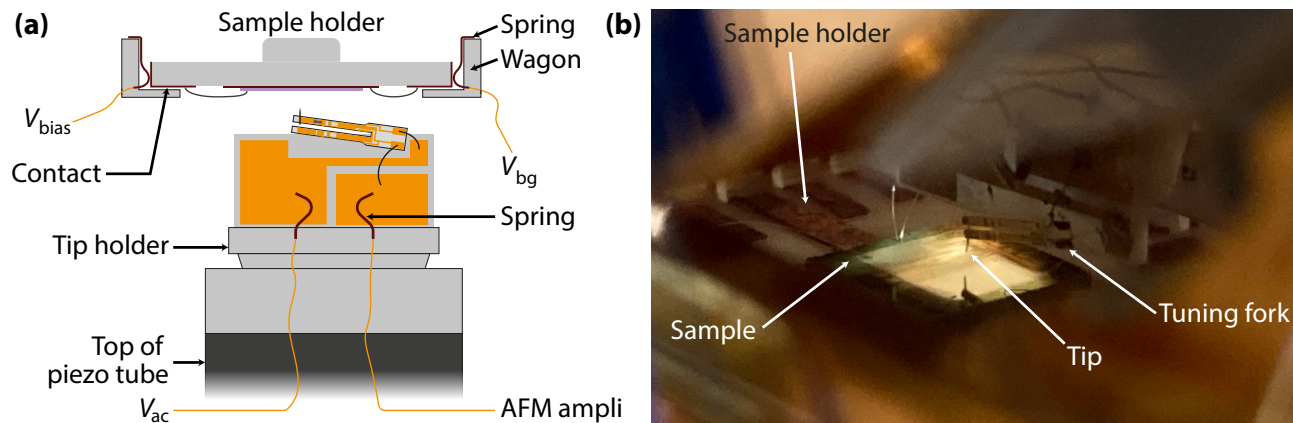 (a)
Sample holder
Spring
Wagon
V_bias
Contact
V_bg
Spring
Tip holder
Top of
piezo tube
V_ac
AFM ampli
(b)
Sample holder
Sample
Tip
Tuning fork